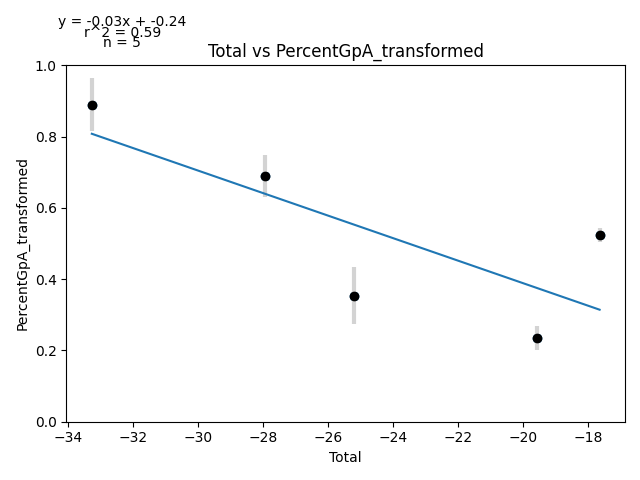 y = -0.03x + -0.24
r^2 = 0.59
n = 5
Total vs PercentGpA_transformed
1.0
0.8
0.6
0.4
0.2
0.0
PercentGpA_transformed
−34 −32 −30 −28 −26 −24 −22 −20 −18
Total